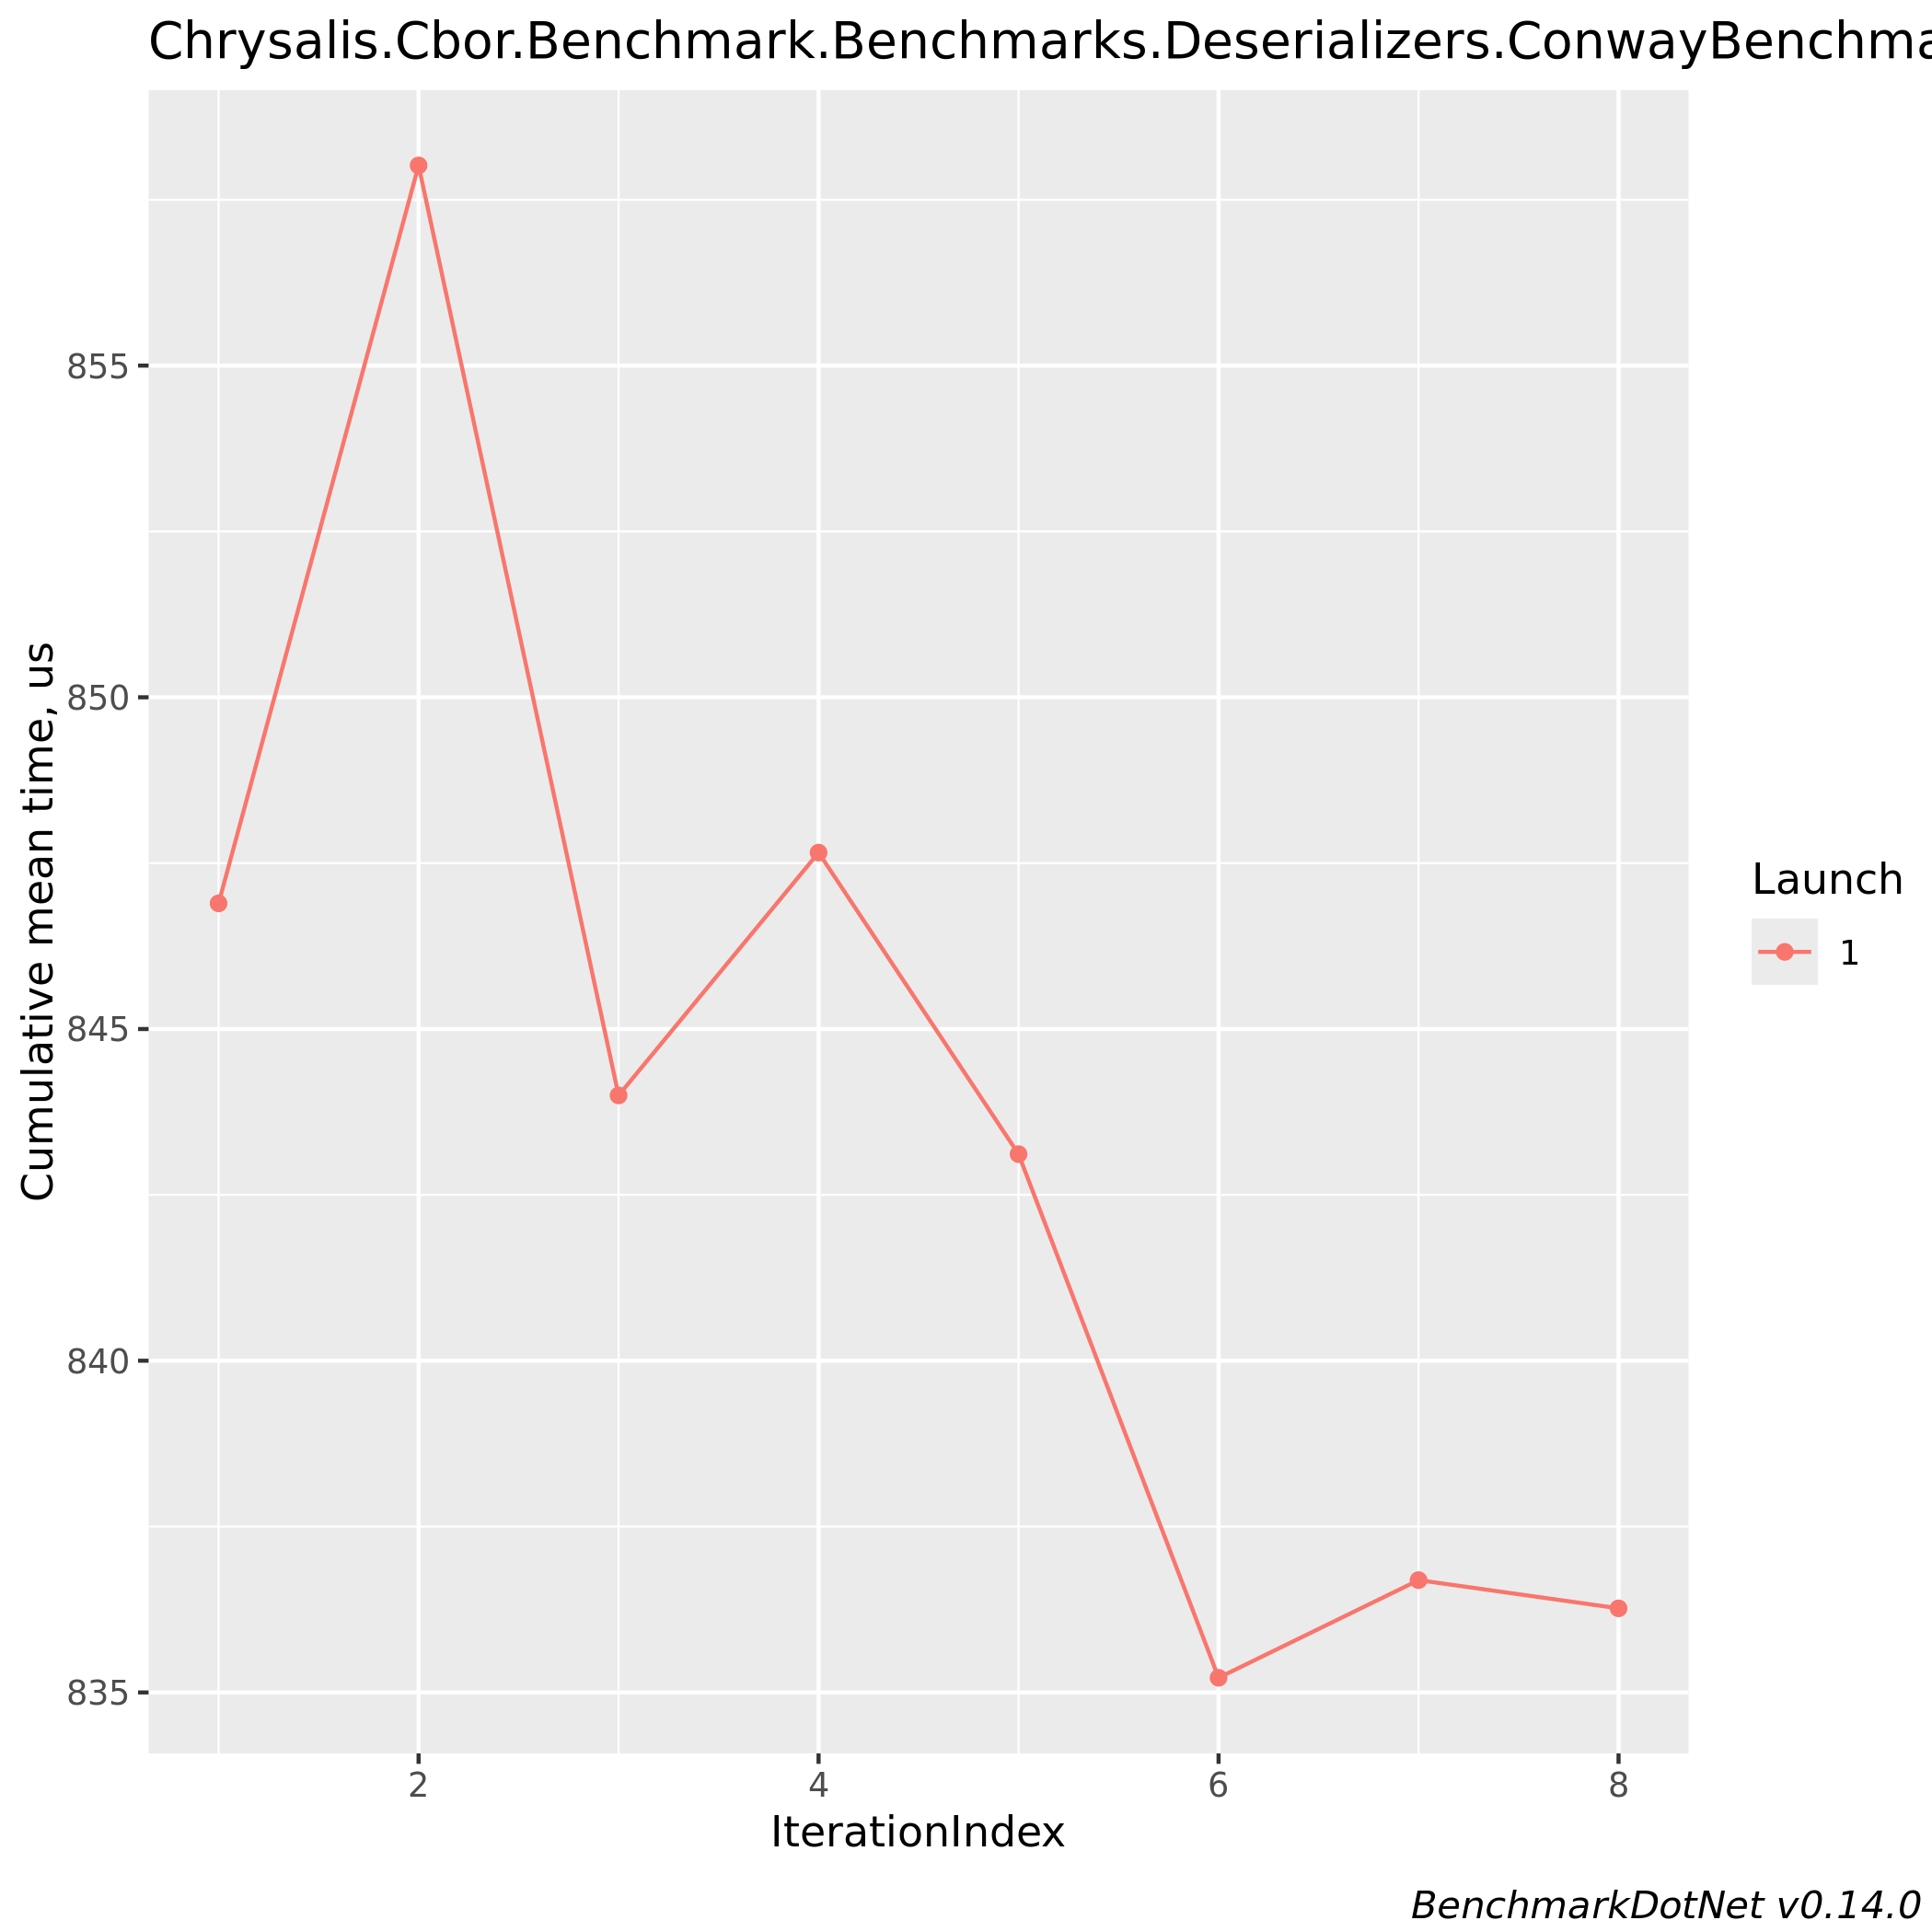 Chrysalis.Cbor.Benchmark.Benchmarks.Deserializers.ConwayBenchma
Cumulative mean time, us
855
850
845
840
835
2
4
6
8
IterationIndex
Launch
1
BenchmarkDotNet v0.14.0